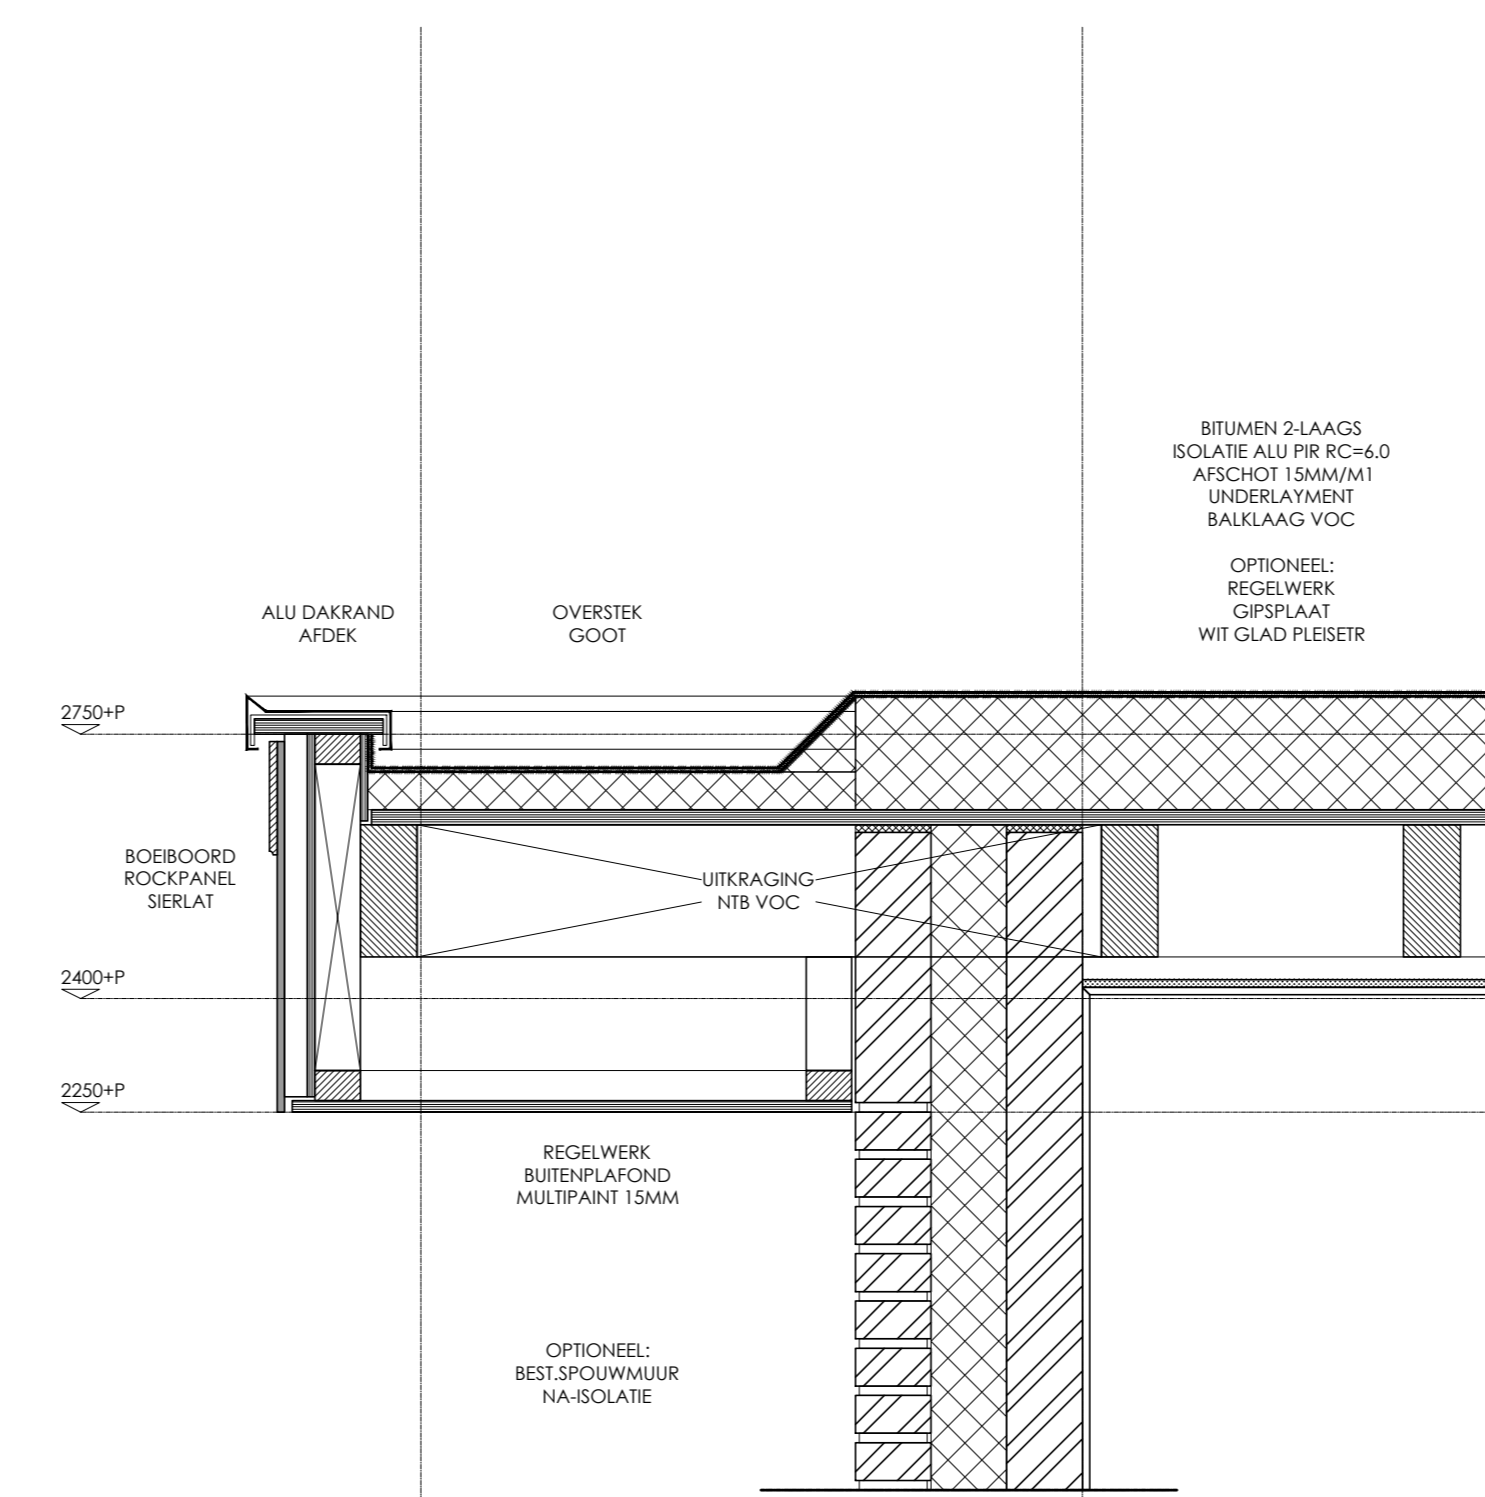 BITUMEN 2-LAAGS
ISOLATIE ALU PIR RC=6.0
AFSCHOT 15MM/M1
UNDERLAYMENT
BALKLAAG VOC
OPTIONEEL:
REGELWERK
GIPSPLAAT
WIT GLAD PLEISETR
ALU DAKRAND
AFDEK
OVERSTEK
GOOT
2750+P
BOEIBOORD
ROCKPANEL
SIERLAT
UITKRAGING
NTB VOC
2400+P
2250+P
REGELWERK
BUITENPLAFOND
MULTIPAINT 15MM
OPTIONEEL:
BEST.SPOUWMUUR
NA-ISOLATIE